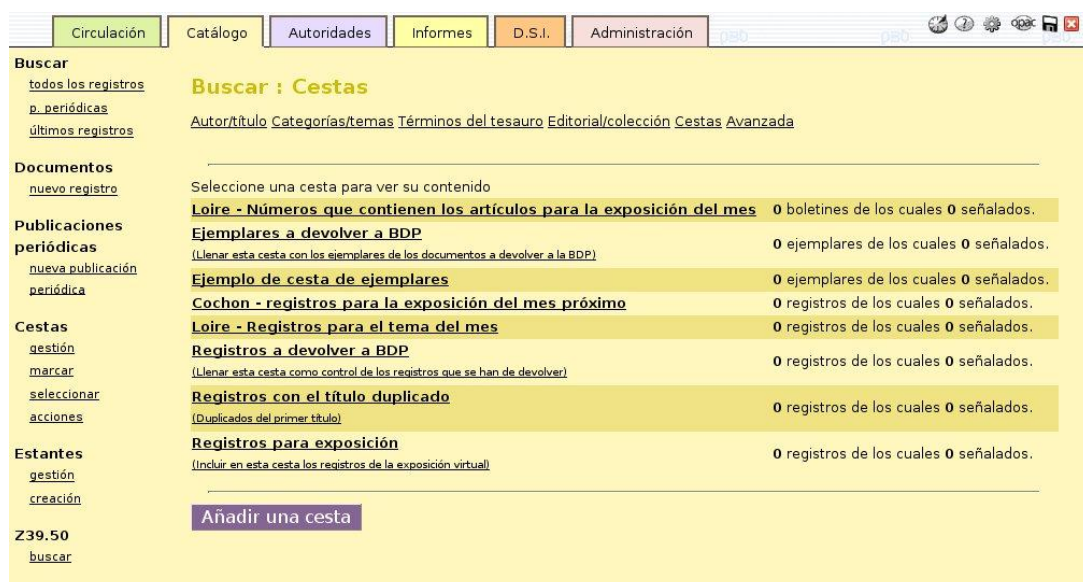 Circulación Catálogo Autoridades Informes D.S.I. Administración pmb pmb opac
Buscar
todos los registros
p. periódicas
últimos registros
Documentos
nuevo registro
Publicaciones
periódicas
nueva publicación
periódica
Cestas
gestión
marcar
seleccionar
acciones
Estantes
gestión
creación
Z39.50
buscar
Buscar : Cestas
Autor/título Categorías/temas Términos del tesauro Editorial/colección Cestas Avanzada
Seleccione una cesta para ver su contenido
Loire - Números que contienen los artículos para la exposición del mes 0 boletines de los cuales 0 señalados.
Ejemplares a devolver a BDP
(Llenar esta cesta con los ejemplares de los documentos a devolver a la BDP)
0 ejemplares de los cuales 0 señalados.
Ejemplo de cesta de ejemplares 0 ejemplares de los cuales 0 señalados.
Cochon - registros para la exposición del mes próximo 0 registros de los cuales 0 señalados.
Loire - Registros para el tema del mes 0 registros de los cuales 0 señalados.
Registros a devolver a BDP
(Llenar esta cesta como control de los registros que se han de devolver)
0 registros de los cuales 0 señalados.
Registros con el título duplicado
(Duplicados del primer título)
0 registros de los cuales 0 señalados.
Registros para exposición
(Incluir en esta cesta los registros de la exposición virtual)
0 registros de los cuales 0 señalados.
Añadir una cesta